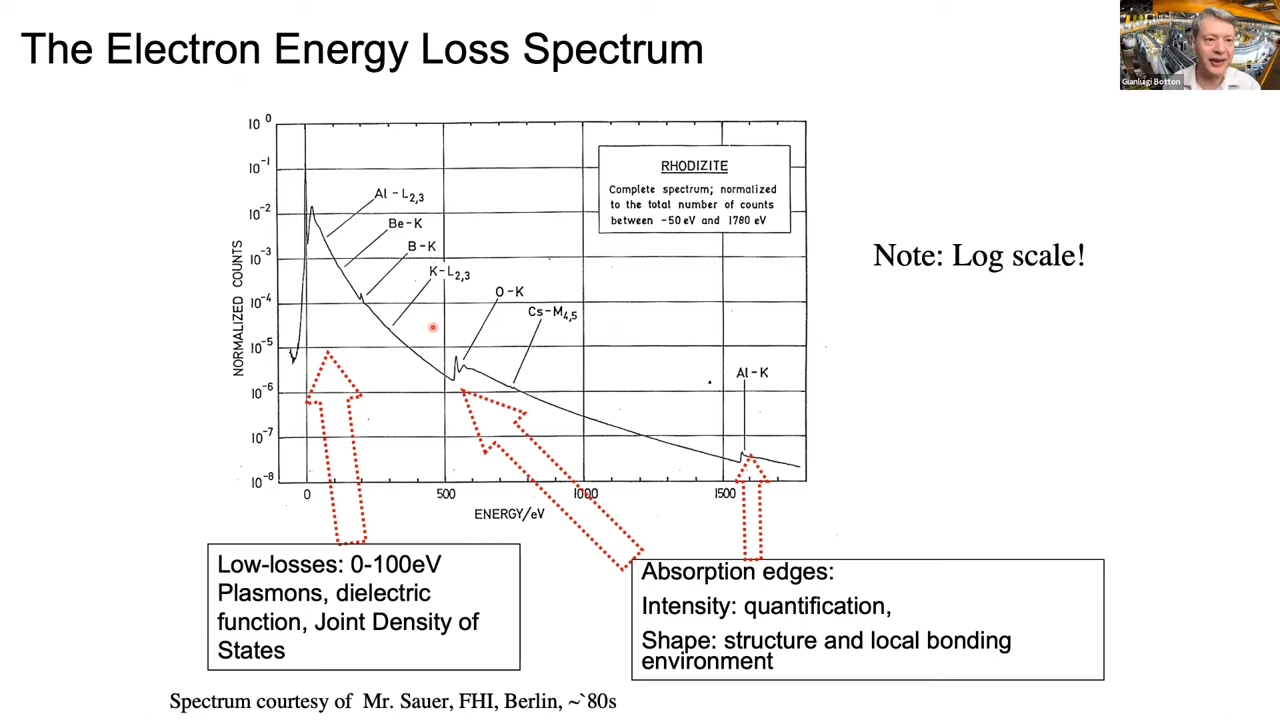 The Electron Energy Loss Spectrum
Gianluigi Botton
10⁰
10⁻¹
10⁻²
10⁻³
10⁻⁴
10⁻⁵
10⁻⁶
10⁻⁷
10⁻⁸
NORMALIZED COUNTS
Al-L2,3
Be-K
B-K
K-L2,3
O-K
Cs-M4,5
Al-K
RHODIZITE
Complete spectrum; normalized
to the total number of counts
between -50 eV and 1780 eV
Note: Log scale!
0 500 1000 1500
ENERGY/eV
Low-losses: 0-100eV
Plasmons, dielectric
function, Joint Density of
States
Absorption edges:
Intensity: quantification,
Shape: structure and local bonding
environment
Spectrum courtesy of Mr. Sauer, FHI, Berlin, ~`80s